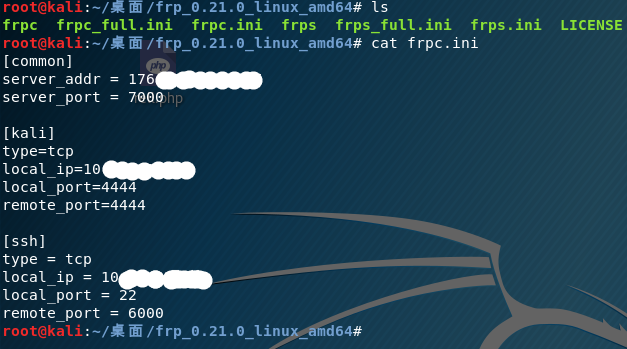 root@kali:~/桌面/frp_0.21.0_linux_amd64# ls
frpc frpc_full.ini frpc.ini frps frps_full.ini frps.ini LICENSE
root@kali:~/桌面/frp_0.21.0_linux_amd64# cat frpc.ini
[common]
server_addr = 176
server_port = 7000
[kali]
type=tcp
local_ip=10
local_port=4444
remote_port=4444
[ssh]
type = tcp
local_ip = 10
local_port = 22
remote_port = 6000
root@kali:~/桌面/frp_0.21.0_linux_amd64#